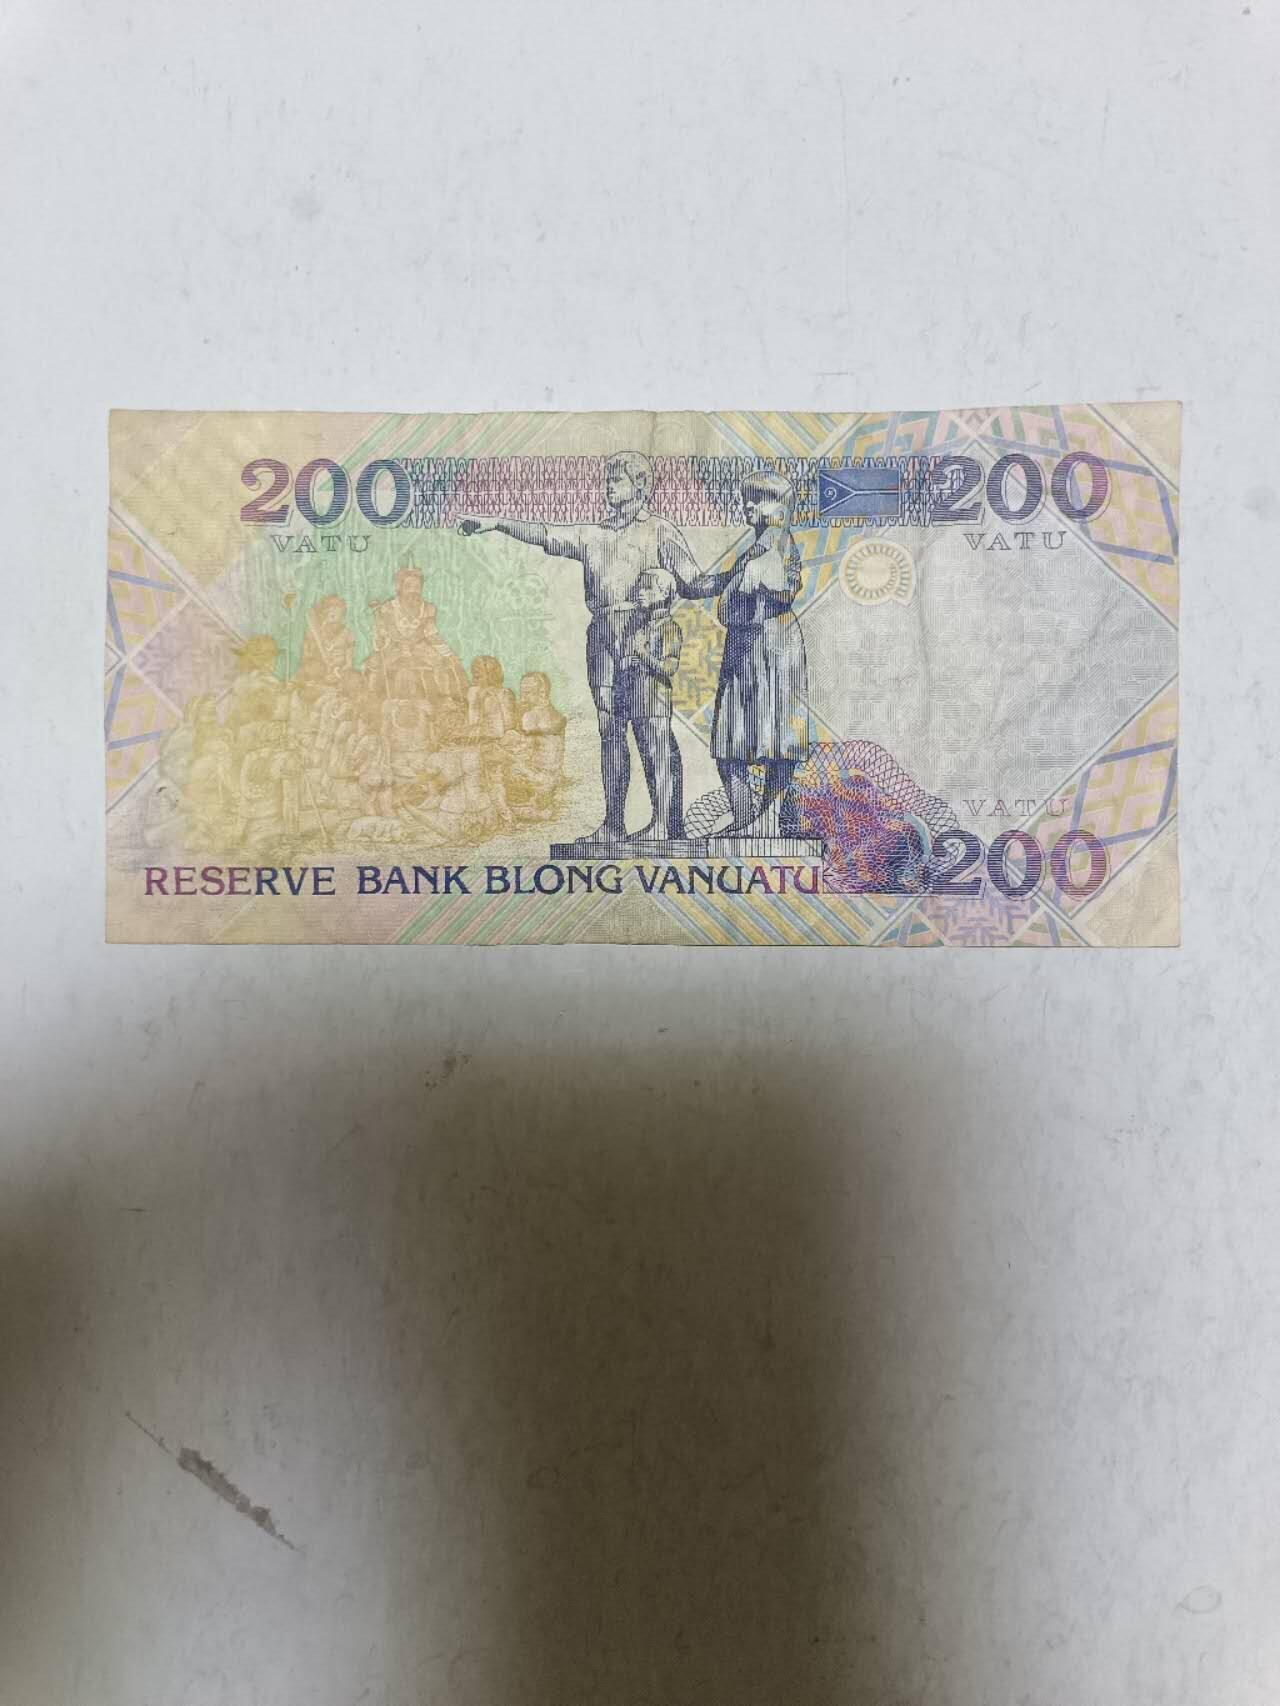 200 200
VATU VATU
VATU
200
RESERVE BANK BLONG VANUATU